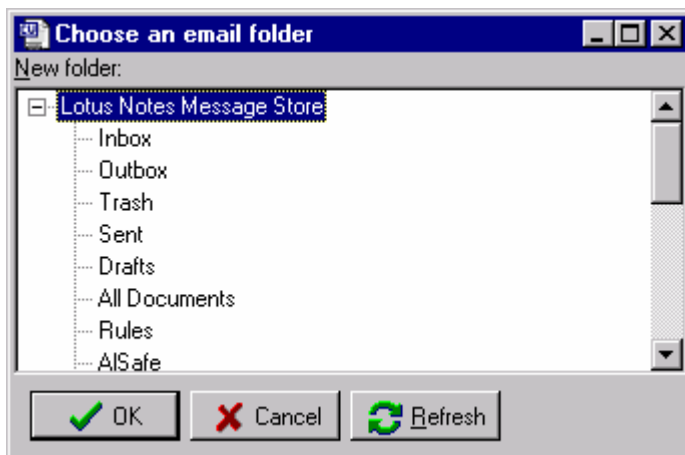 Choose an email folder
New folder:
Lotus Notes Message Store
Inbox
Outbox
Trash
Sent
Drafts
All Documents
Rules
AlSafe
OK Cancel Refresh